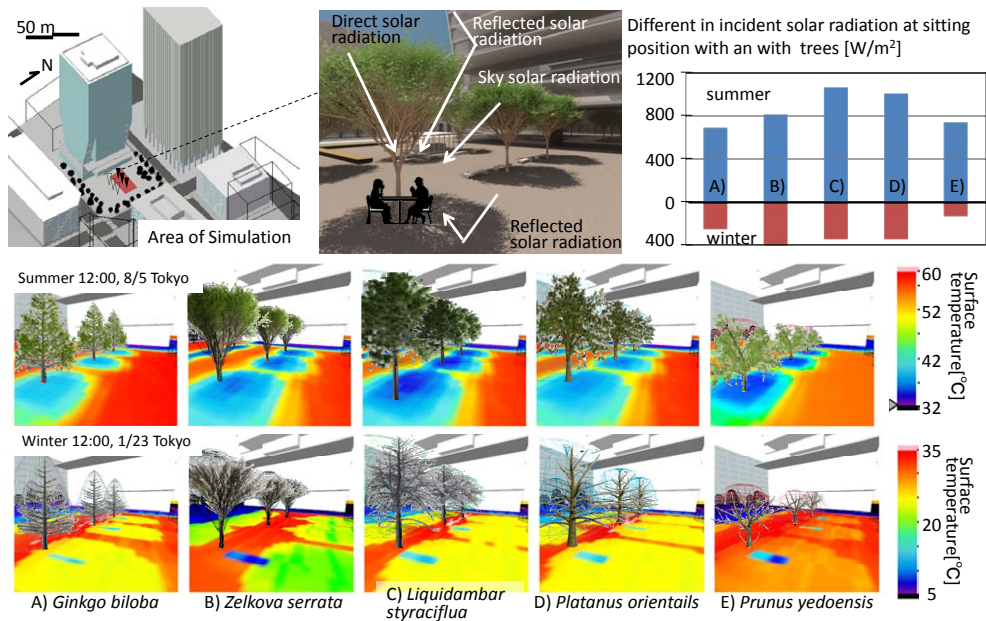 50 m
N
Area of Simulation
Direct solar
radiation
Reflected solar
radiation
Sky solar radiation
Reflected
solar radiation
Different in incident solar radiation at sitting
position with an with trees [W/m²]
1200
800
400
0
400
summer
A) B) C) D) E)
winter
Summer 12:00, 8/5 Tokyo
60
52
42
32
Surface
temperature[°C]
Winter 12:00, 1/23 Tokyo
35
20
5
Surface
temperature[°C]
A) Ginkgo biloba
B) Zelkova serrata
C) Liquidambar
styraciflua
D) Platanus orientails
E) Prunus yedoensis